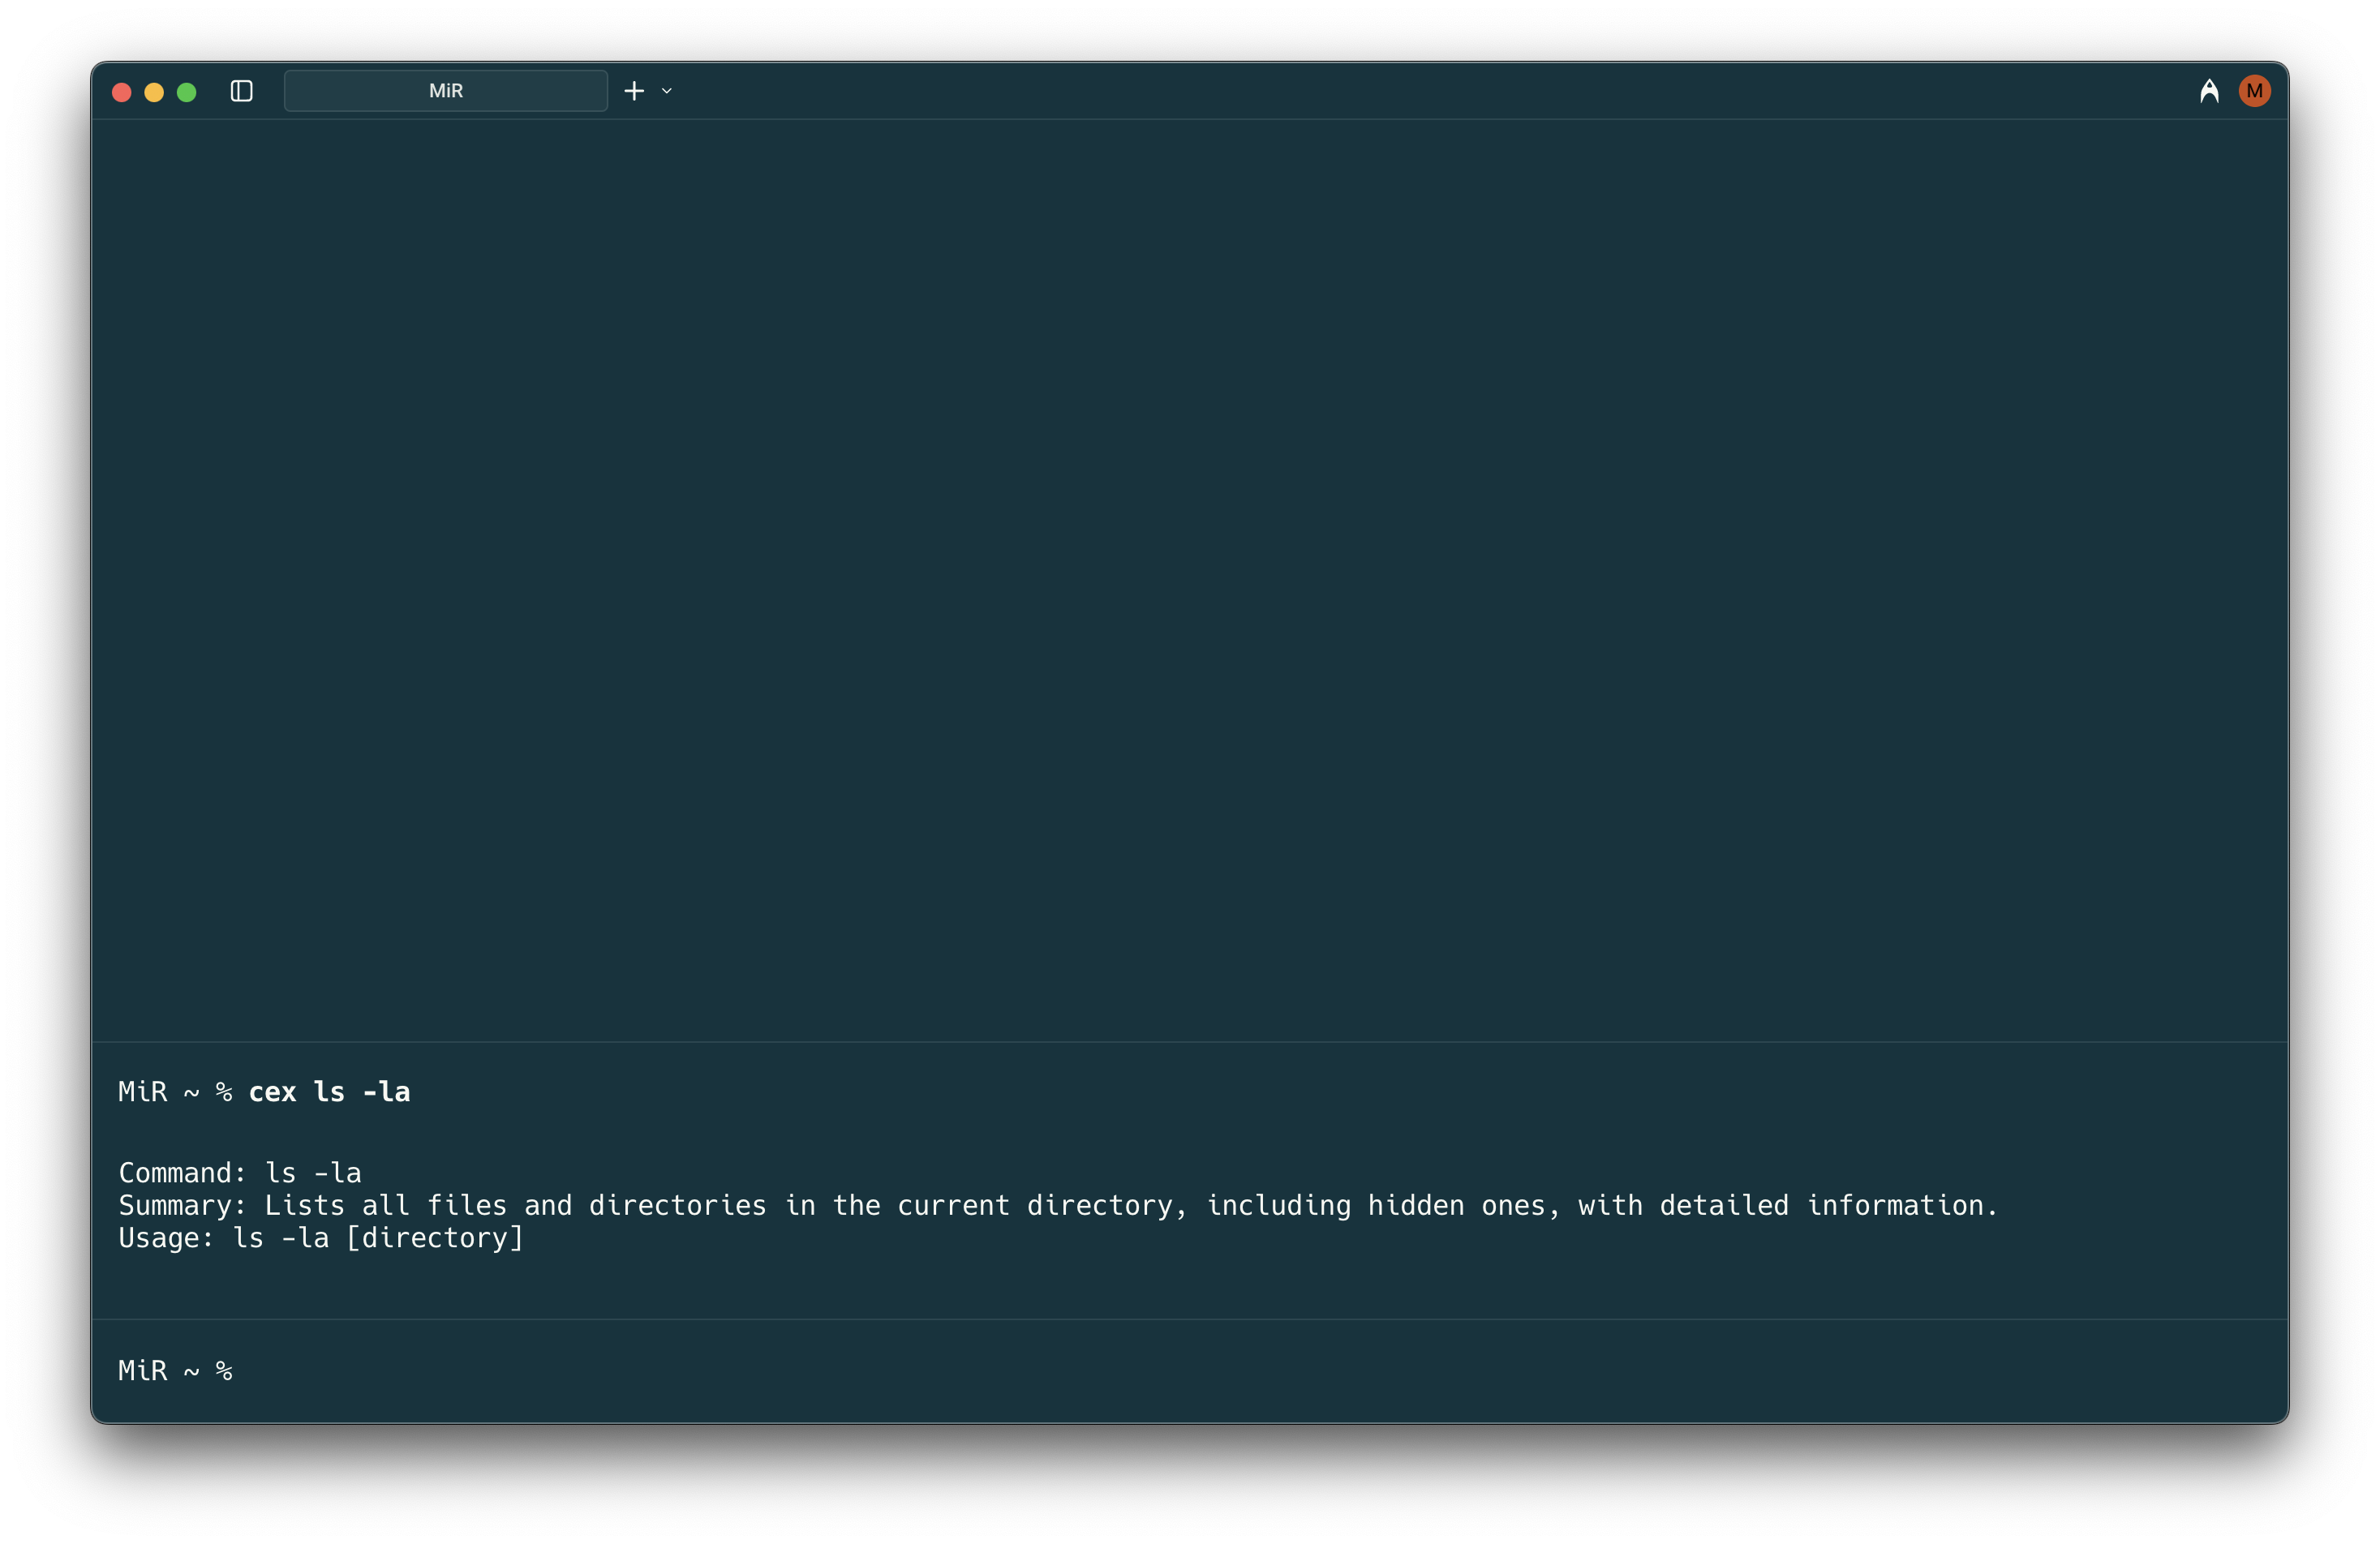 MiR
M
MiR ~ % cex ls -la
Command: ls -la
Summary: Lists all files and directories in the current directory, including hidden ones, with detailed information.
Usage: ls -la [directory]
MiR ~ %